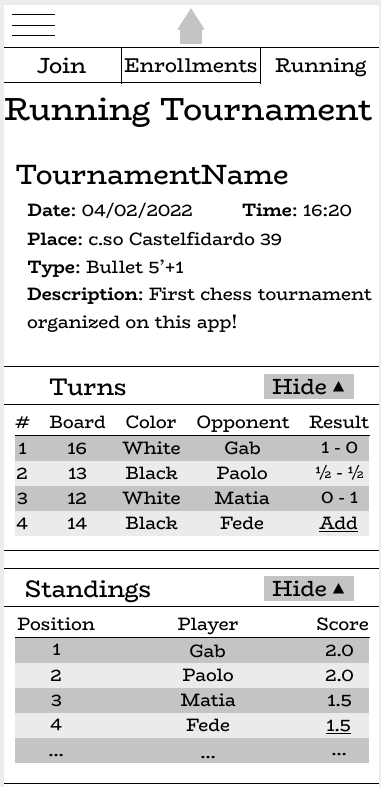 Join Enrollments Running
Running Tournament
TournamentName
Date: 04/02/2022 Time: 16:20
Place: c.so Castelfidardo 39
Type: Bullet 5’+1
Description: First chess tournament
organized on this app!
Turns Hide ▲
# Board Color Opponent Result
1 16 White Gab 1 - 0
2 13 Black Paolo ½ - ½
3 12 White Matia 0 - 1
4 14 Black Fede Add
Standings Hide ▲
Position Player Score
1 Gab 2.0
2 Paolo 2.0
3 Matia 1.5
4 Fede 1.5
... ... ...